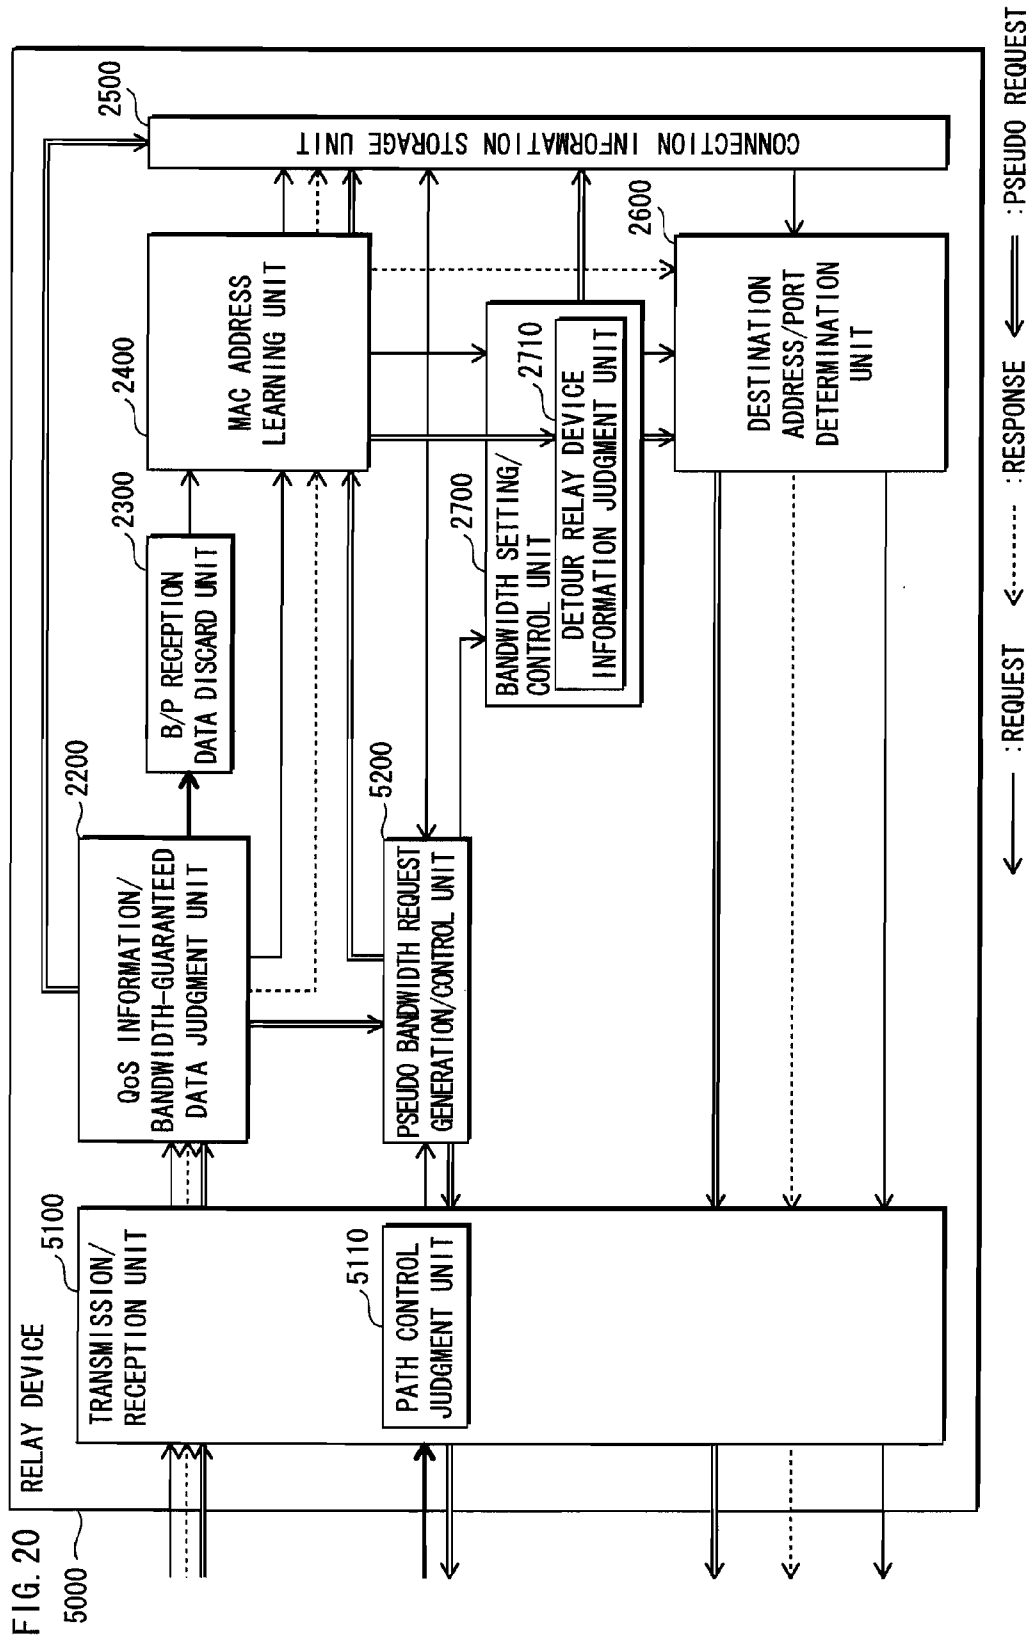 FIG. 20
5000
RELAY DEVICE
5100
TRANSMISSION/
RECEPTION UNIT
5110
PATH CONTROL
JUDGMENT UNIT
2200
QoS INFORMATION/
BANDWIDTH-GUARANTEED
DATA JUDGMENT UNIT
5200
PSEUDO BANDWIDTH REQUEST
GENERATION/CONTROL UNIT
2300
B/P RECEPTION
DATA DISCARD UNIT
2400
MAC ADDRESS
LEARNING UNIT
2700
BANDWIDTH SETTING/
CONTROL UNIT
2710
DETOUR RELAY DEVICE
INFORMATION JUDGMENT UNIT
2600
DESTINATION
ADDRESS/PORT
DETERMINATION
UNIT
2500
CONNECTION INFORMATION STORAGE UNIT
:REQUEST
:RESPONSE
:PSEUDO REQUEST